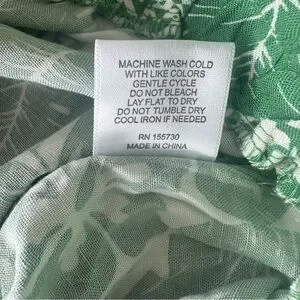 MACHINE WASH COLD
WITH LIKE COLORS
GENTLE CYCLE
DO NOT BLEACH
LAY FLAT TO DRY
DO NOT TUMBLE DRY
COOL IRON IF NEEDED
RN 155730
MADE IN CHINA